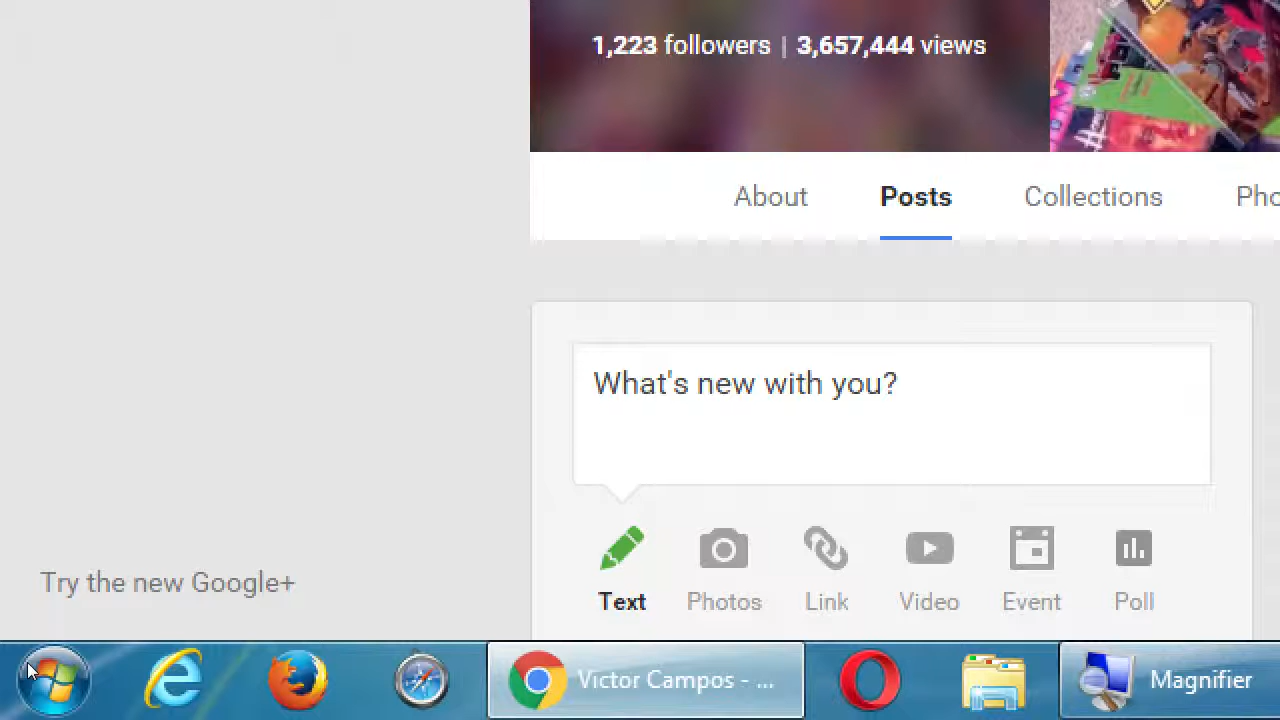 1,223 followers | 3,657,444 views
About Posts Collections Pho
What's new with you?
Text Photos Link Video Event Poll
Try the new Google+
Victor Campos - ... Magnifier